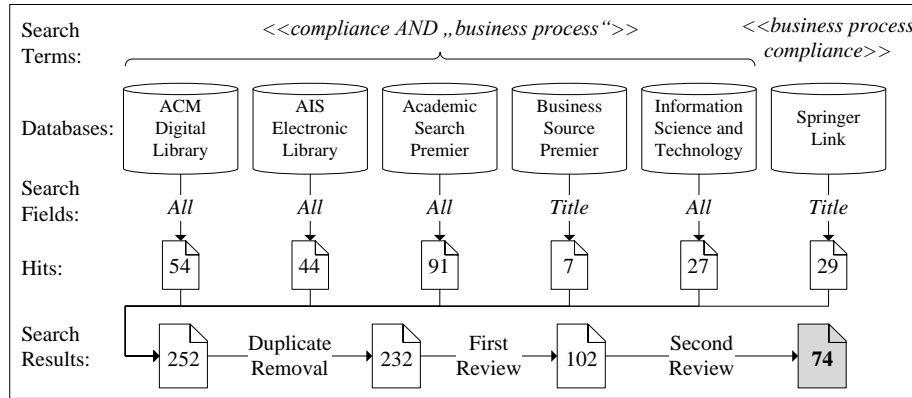 Search Terms:
<<compliance AND „business process“>>
<<business process compliance>>
Databases:
ACM Digital Library
AIS Electronic Library
Academic Search Premier
Business Source Premier
Information Science and Technology
Springer Link
Search Fields:
All
All
All
Title
All
Title
Hits:
54
44
91
7
27
29
Search Results:
252
Duplicate Removal
232
First Review
102
Second Review
74